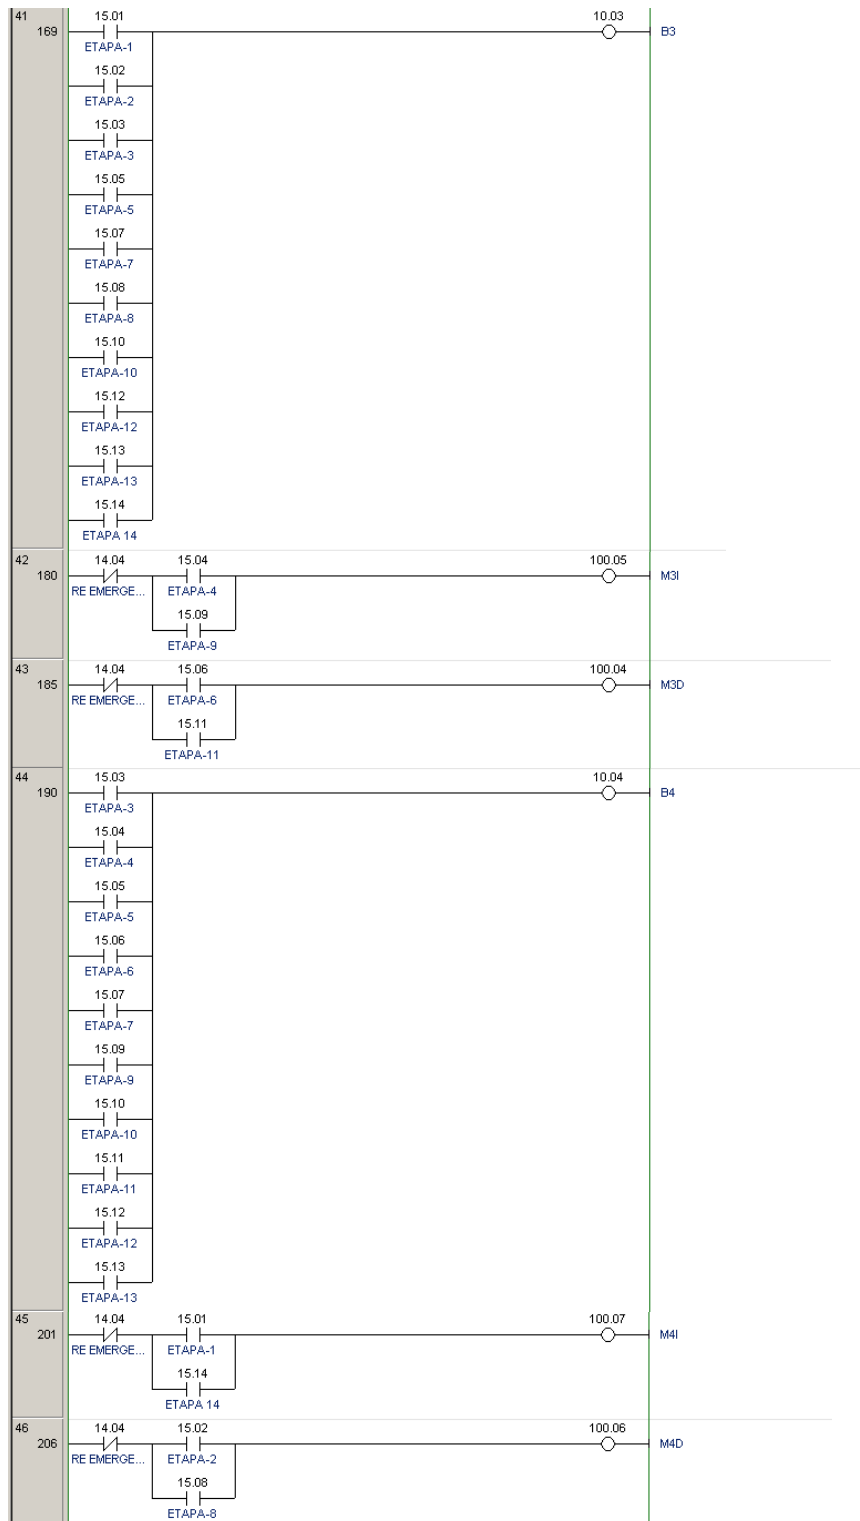 41 15.01 10.03
169 B3
ETAPA-1
15.02
ETAPA-2
15.03
ETAPA-3
15.05
ETAPA-5
15.07
ETAPA-7
15.08
ETAPA-8
15.10
ETAPA-10
15.12
ETAPA-12
15.13
ETAPA-13
15.14
ETAPA 14
42 14.04 15.04 100.05
180 M3I
RE EMERGE... ETAPA-4
15.09
ETAPA-9
43 14.04 15.06 100.04
185 M3D
RE EMERGE... ETAPA-6
15.11
ETAPA-11
44 15.03 10.04
190 B4
ETAPA-3
15.04
ETAPA-4
15.05
ETAPA-5
15.06
ETAPA-6
15.07
ETAPA-7
15.09
ETAPA-9
15.10
ETAPA-10
15.11
ETAPA-11
15.12
ETAPA-12
15.13
ETAPA-13
45 14.04 15.01 100.07
201 M4I
RE EMERGE... ETAPA-1
15.14
ETAPA 14
46 14.04 15.02 100.06
206 M4D
RE EMERGE... ETAPA-2
15.08
ETAPA-8